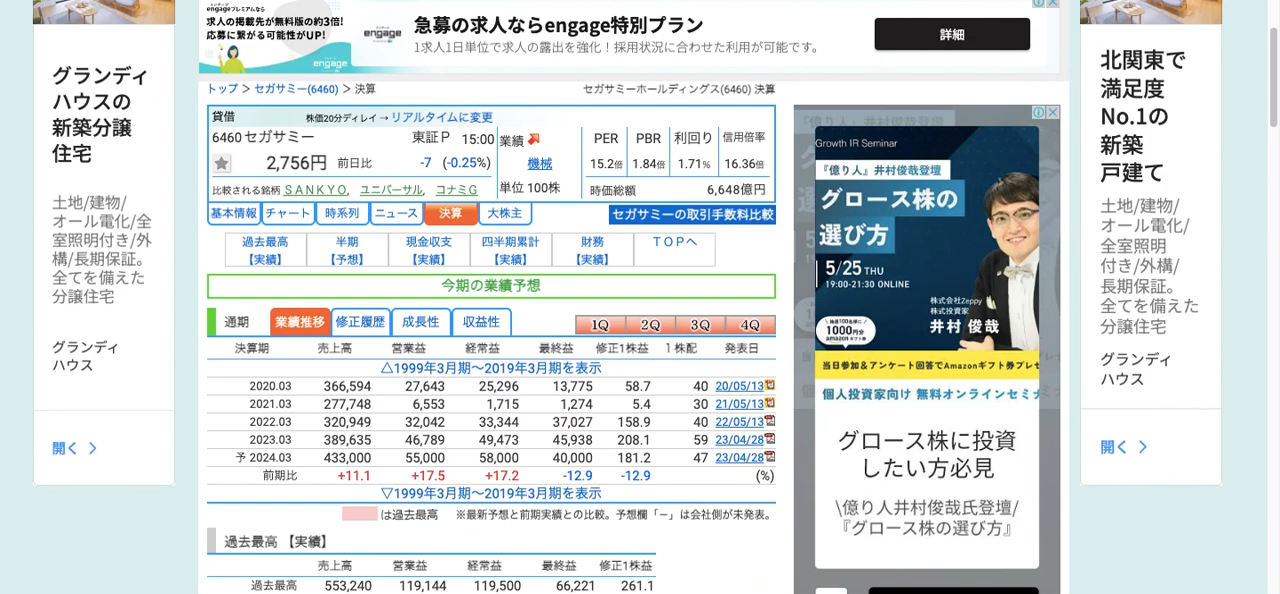 グランディ
ハウスの
新築分譲
住宅
土地/建物/
オール電化/全
室照明付き/外
構/長期保証。
全てを備えた
分譲住宅
グランディ
ハウス
開く
engageプレミアムなら
求人の掲載先が無料版の約3倍!
応募に繋がる可能性がUP!
engage
engage
急募の求人ならengage特別プラン
1求人1日単位で求人の露出を強化！採用状況に合わせた利用が可能です。
詳細
トップ > セガサミー(6460) > 決算
セガサミーホールディングス(6460) 決算
貸借 株価20分ディレイ → リアルタイムに変更
6460 セガサミー 東証Ｐ 15:00
2,756円 前日比 -7 (-0.25%)
比較される銘柄 ＳＡＮＫＹＯ, ユニバーサル, コナミＧ
業績
機械
単位 100株
PER PBR 利回り 信用倍率
15.2倍 1.84倍 1.71% 16.36倍
時価総額 6,648億円
基本情報 チャート 時系列 ニュース 決算 大株主
セガサミーの取引手数料比較
過去最高 半期 現金収支 四半期累計 財務 ＴＯＰへ
【実績】 【予想】 【実績】 【実績】 【実績】
今期の業績予想
通期 業績推移 修正履歴 成長性 収益性 1Q 2Q 3Q 4Q
決算期 売上高 営業益 経常益 最終益 修正1株益 １株配 発表日
△1999年3月期～2019年3月期を表示
2020.03 366,594 27,643 25,296 13,775 58.7 40 20/05/13
2021.03 277,748 6,553 1,715 1,274 5.4 30 21/05/13
2022.03 320,949 32,042 33,344 37,027 158.9 40 22/05/13
2023.03 389,635 46,789 49,473 45,938 208.1 59 23/04/28
予 2024.03 433,000 55,000 58,000 40,000 181.2 47 23/04/28
前期比 +11.1 +17.5 +17.2 -12.9 -12.9 (%)
▽1999年3月期～2019年3月期を表示
は過去最高 ※最新予想と前期実績との比較。予想欄「－」は会社側が未発表。
過去最高 【実績】
売上高 営業益 経常益 最終益 修正1株益
過去最高 553,240 119,144 119,500 66,221 261.1
Growth IR Seminar
『億り人』井村俊哉登壇
グロース株の
選び方
5/25 THU
19:00-21:30 ONLINE
株式会社Zeppy
株式投資家
井村 俊哉
抽選100名様に
1000円分
amazonギフト券
当日参加＆アンケート回答でAmazonギフト券プレゼ
個人投資家向け 無料オンラインセミナ
グロース株に投資
したい方必見
\億り人井村俊哉氏登壇/
『グロース株の選び方』
北関東で
満足度
No.1の
新築
戸建て
土地/建物/
オール電化/
全室照明
付き/外構/
長期保証。
全てを備えた
分譲住宅
グランディ
ハウス
開く